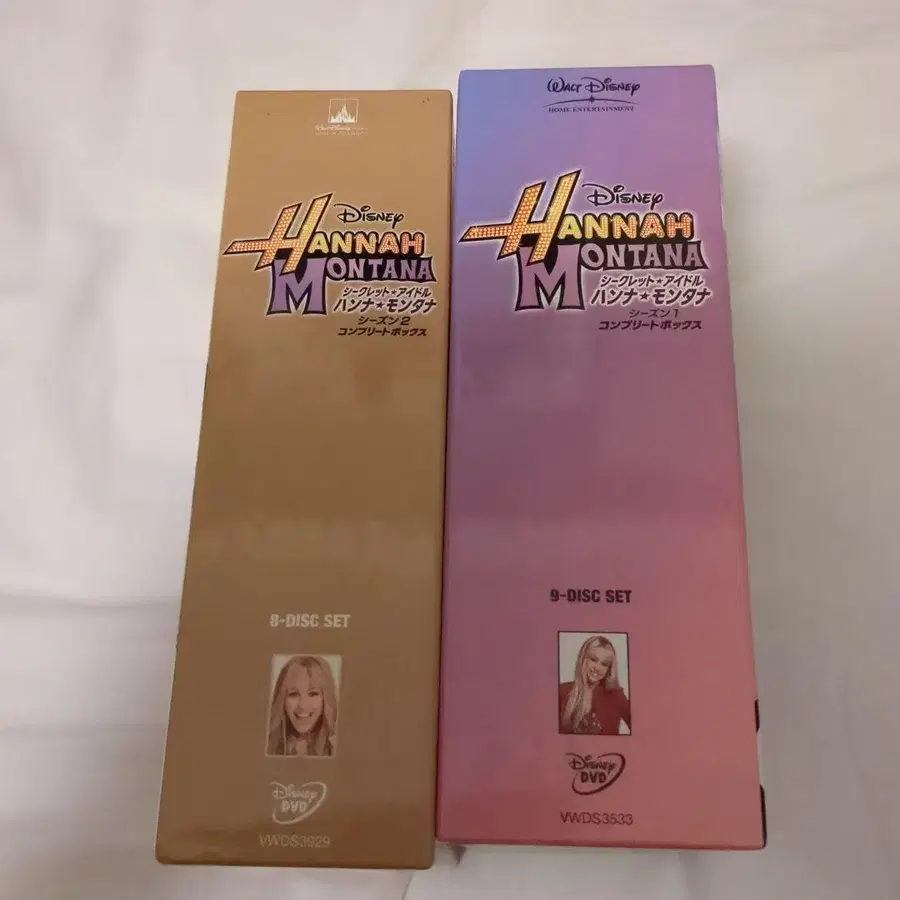 Walt Disney
DISNEY
HANNAH
MONTANA
シークレット★アイドル
ハンナ★モンタナ
シーズン2
コンプリートボックス
8-DISC SET
DISNEY
DVD
VWDS3929
WALT DISNEY
HOME ENTERTAINMENT
DISNEY
HANNAH
MONTANA
シークレット★アイドル
ハンナ★モンタナ
シーズン1
コンプリートボックス
9-DISC SET
DISNEY
DVD
VWDS3533